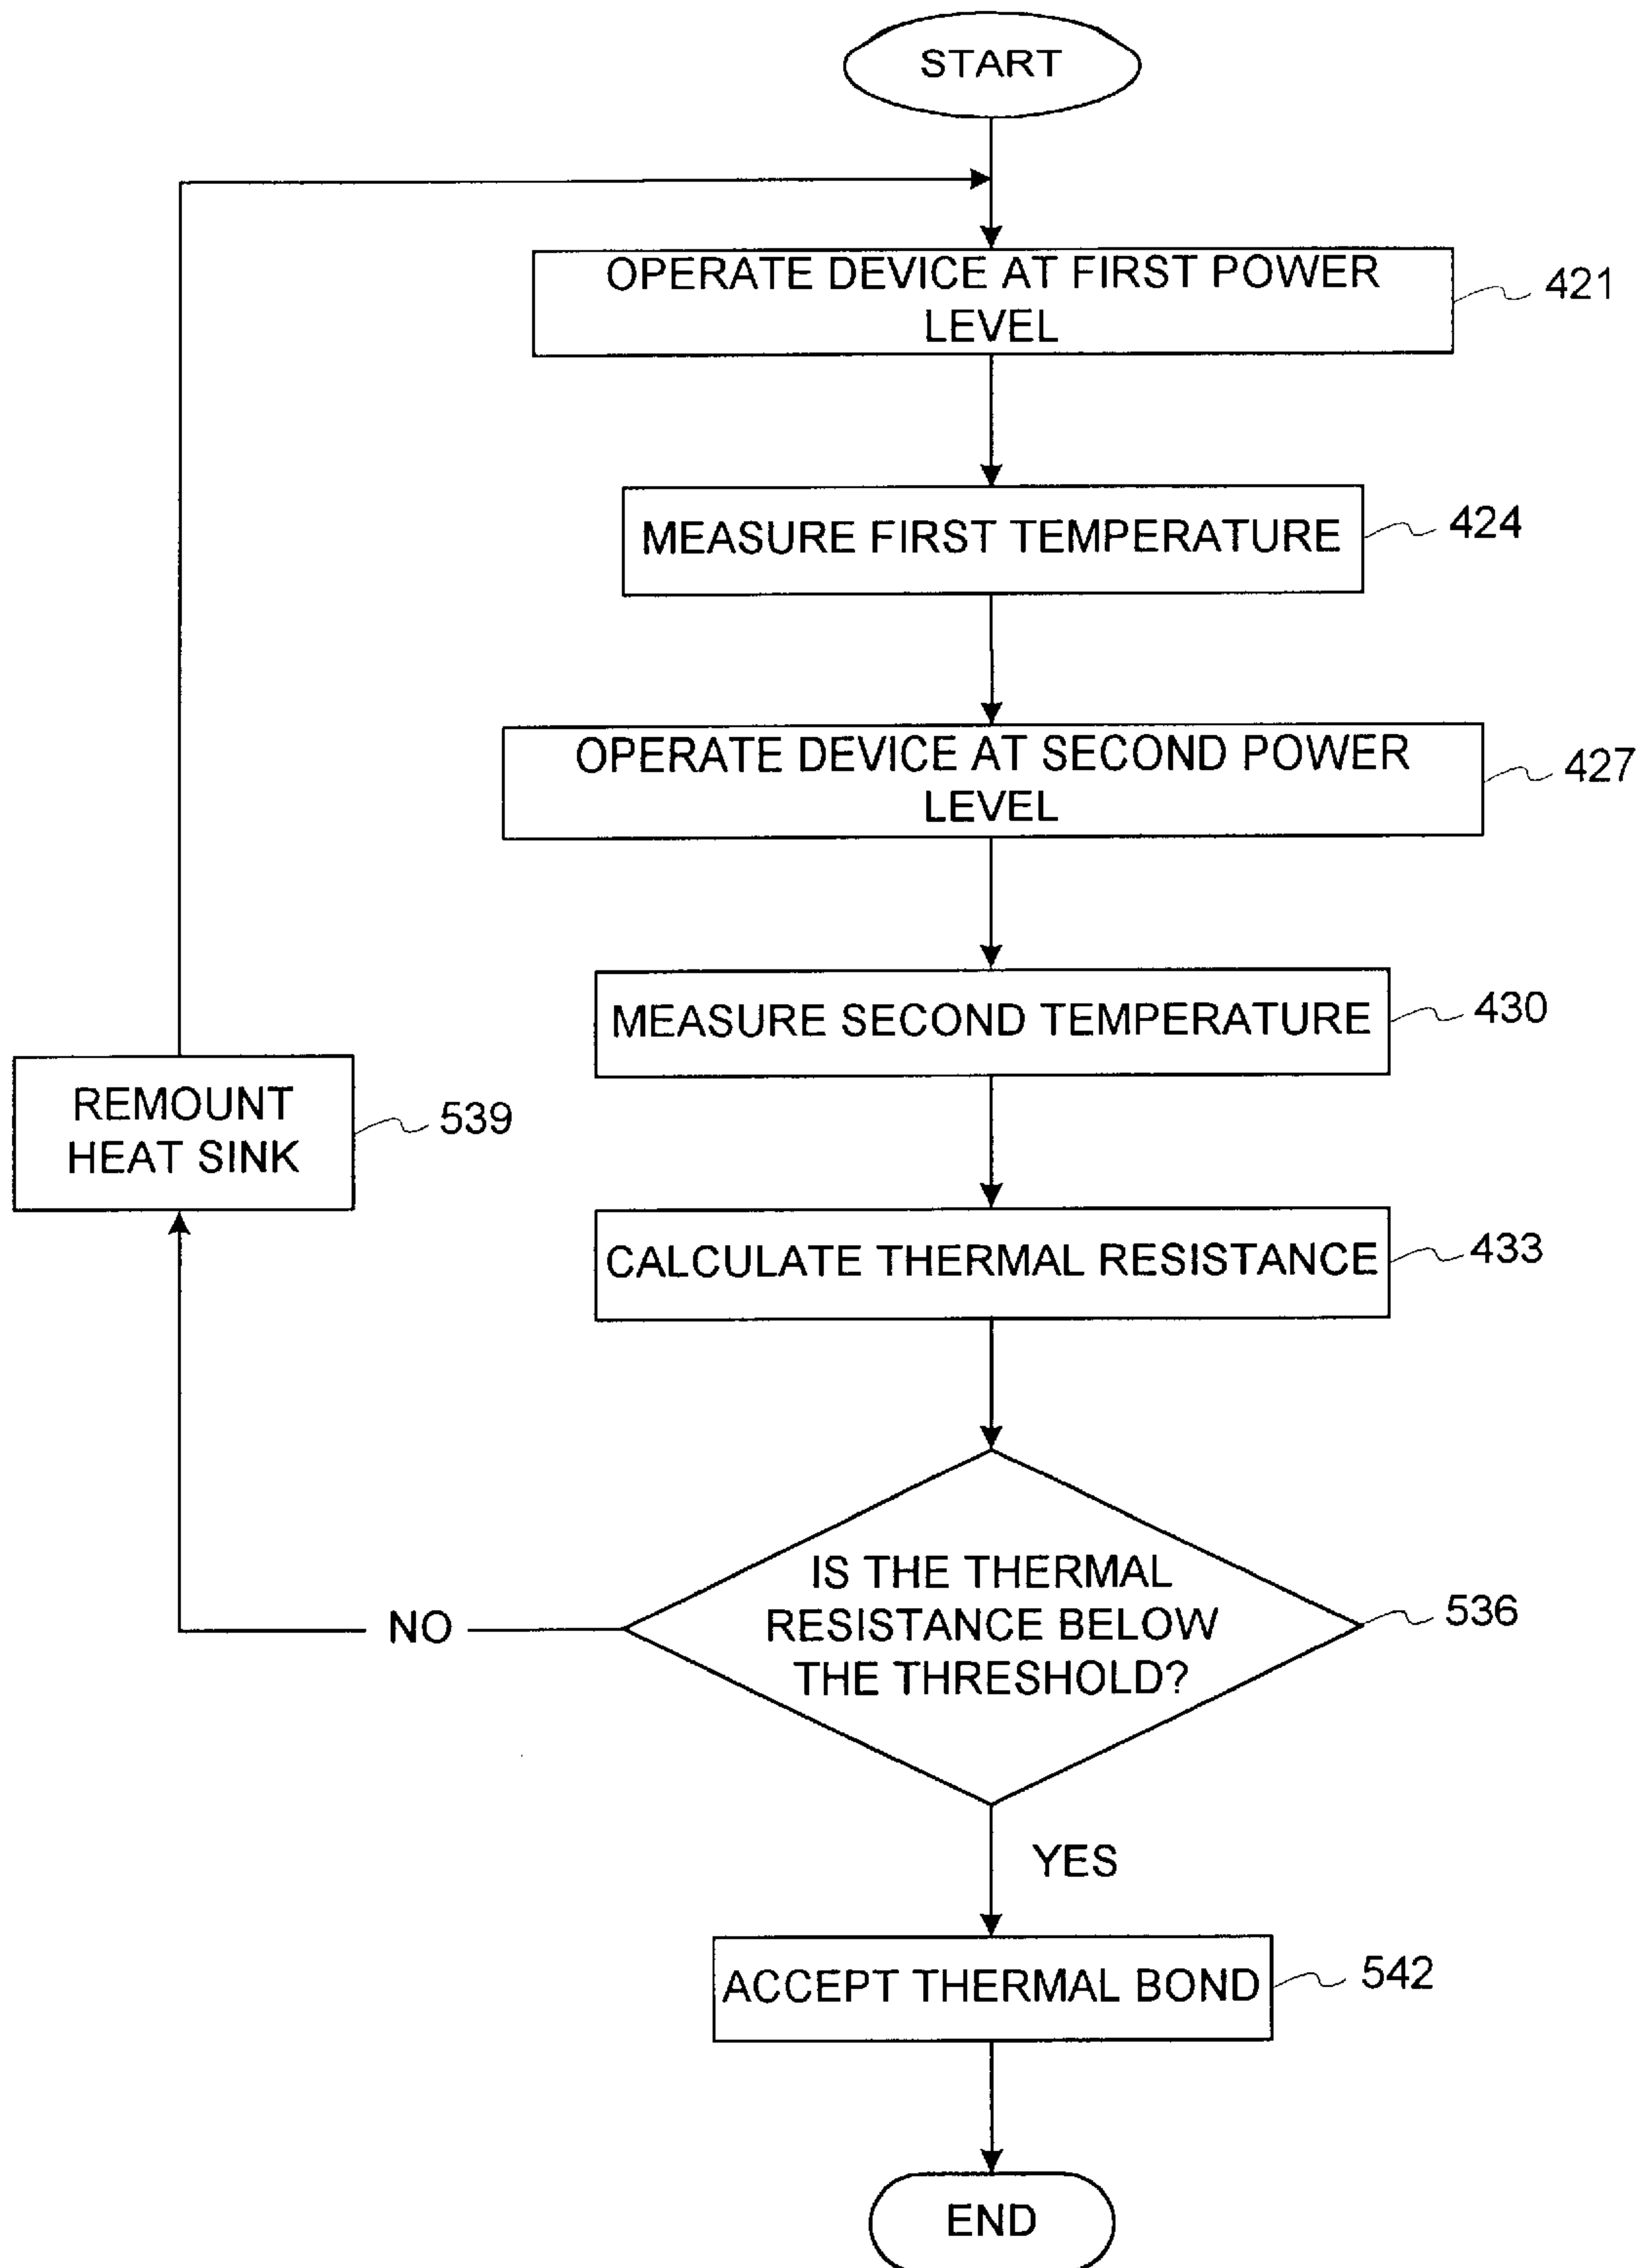 START
OPERATE DEVICE AT FIRST POWER
LEVEL
421
MEASURE FIRST TEMPERATURE
424
OPERATE DEVICE AT SECOND POWER
LEVEL
427
MEASURE SECOND TEMPERATURE
430
REMOUNT
HEAT SINK
539
CALCULATE THERMAL RESISTANCE
433
IS THE THERMAL
RESISTANCE BELOW
THE THRESHOLD?
536
NO
YES
ACCEPT THERMAL BOND
542
END